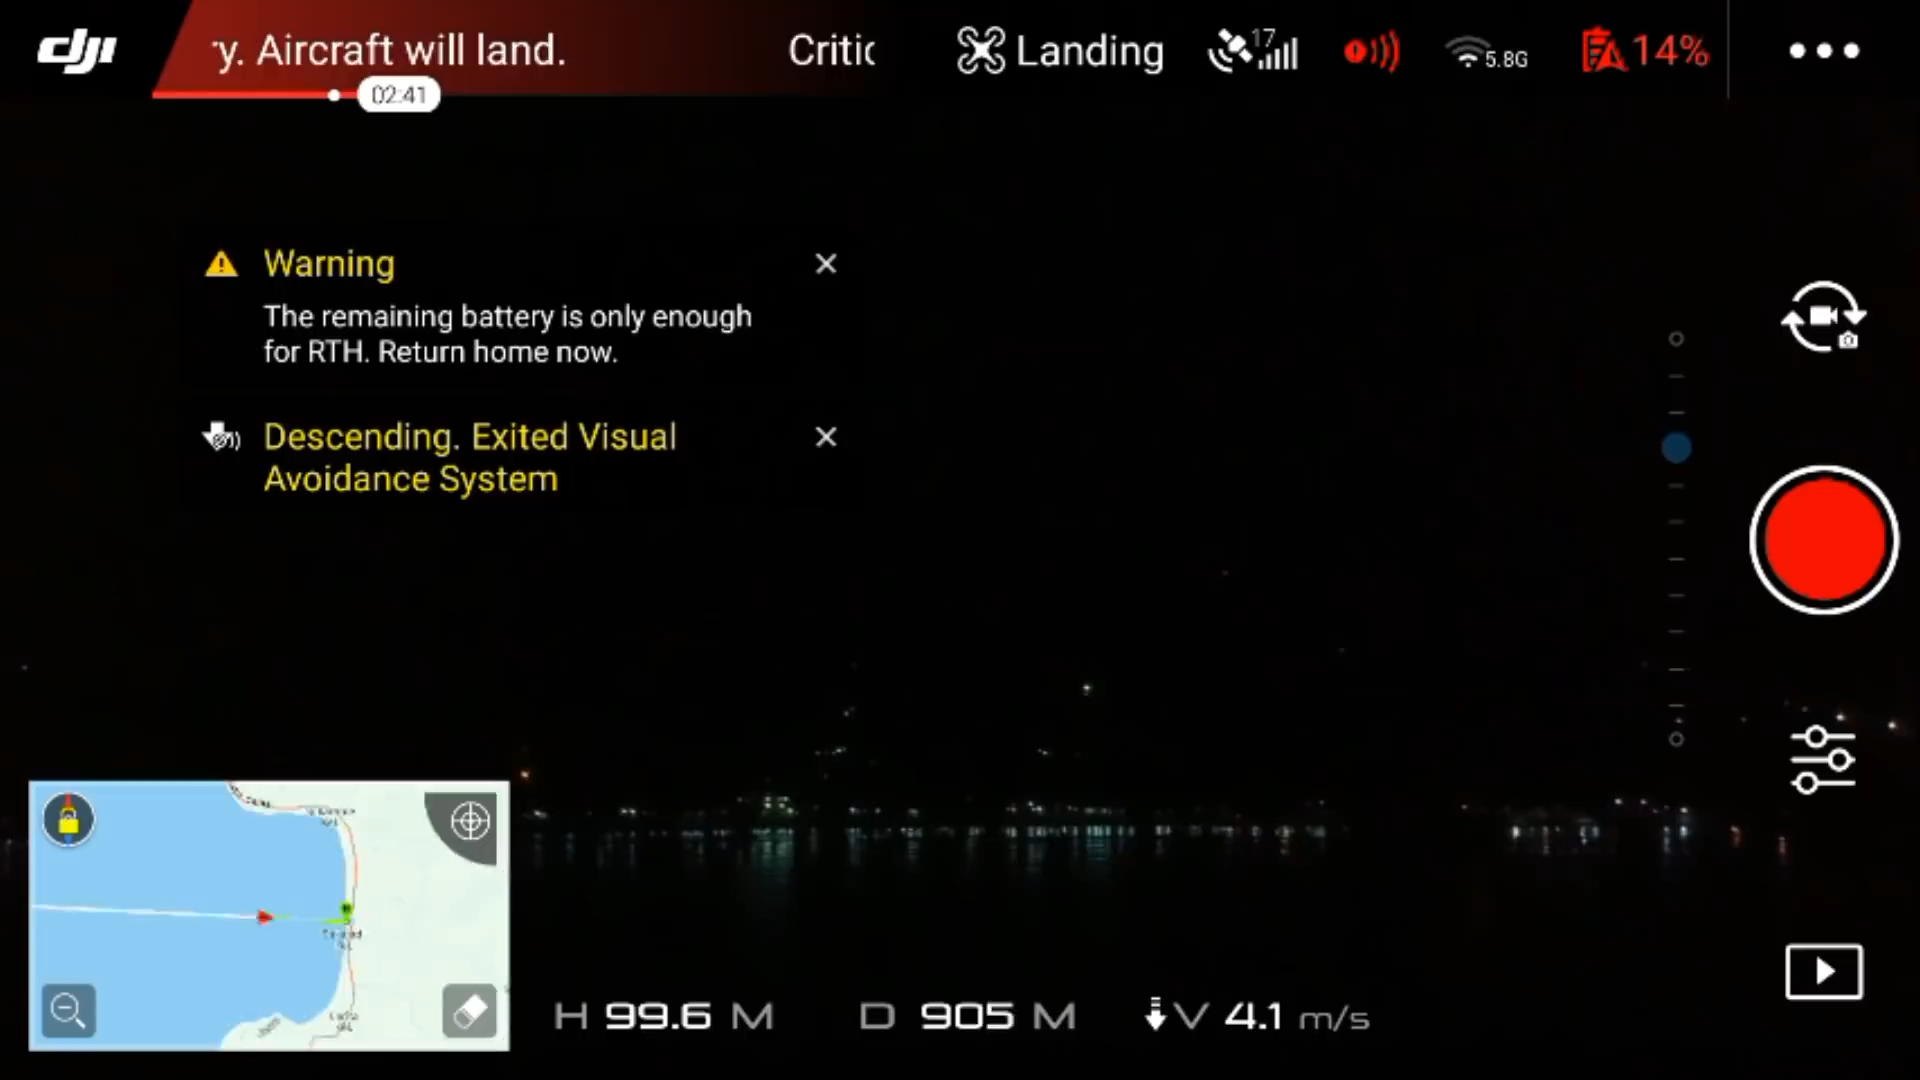 dji
y. Aircraft will land.
Critic
Landing
17
5.8G
14%
02:41
Warning
The remaining battery is only enough
for RTH. Return home now.
Descending. Exited Visual
Avoidance System
H 99.6 M
D 905 M
V 4.1 m/s